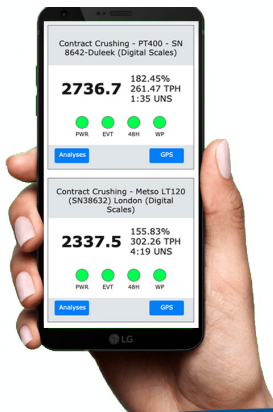 Contract Crushing - PT400 - SN
8642-Duleek (Digital Scales)
2736.7
182.45%
261.47 TPH
1:35 UNS
PWR EVT 48H WP
Analyses GPS
Contract Crushing - Metso LT120
(SN38632) London (Digital
Scales)
2337.5
155.83%
302.26 TPH
4:19 UNS
PWR EVT 48H WP
Analyses GPS
LG